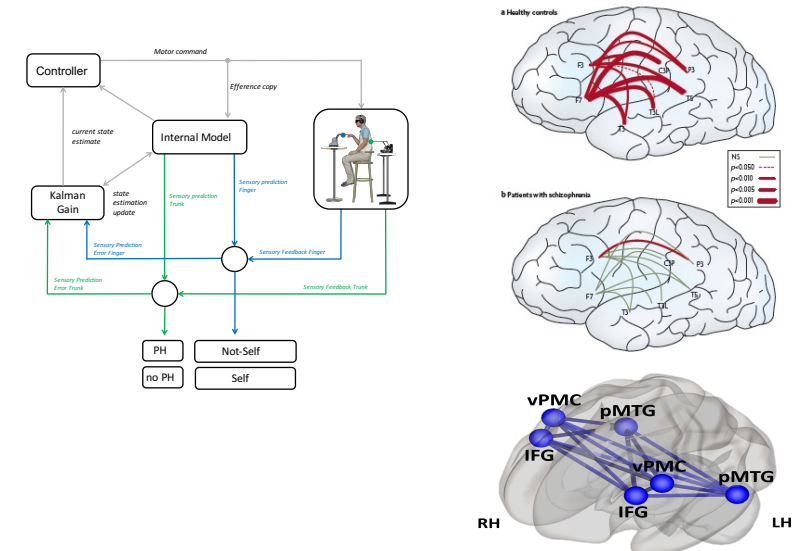 Motor command
Controller
Efference copy
Internal Model
current state
estimate
Kalman
Gain
state
estimation
update
Sensory prediction
Trunk
Sensory prediction
Finger
Sensory Prediction
Error Finger
Sensory Feedback Finger
Sensory Prediction
Error Trunk
Sensory Feedback Trunk
PH
Not-Self
no PH
Self
a Healthy controls
F3
C3P
P3
F7
T5
T3L
T3
NS
p<0.050
p<0.010
p<0.005
p<0.001
b Patients with schizophrenia
F3
C3P
P3
F7
T5
T3L
T3
vPMC
pMTG
IFG
vPMC
pMTG
IFG
RH
LH